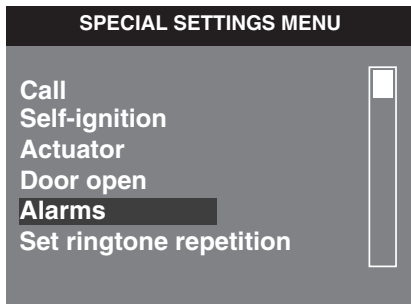 SPECIAL SETTINGS MENU
Call
Self-ignition
Actuator
Door open
Alarms
Set ringtone repetition